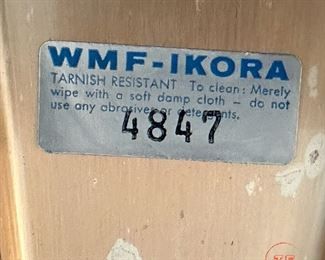 WMF-IKORA
TARNISH RESISTANT To clean: Merely
wipe with a soft damp cloth - do not
use any abrasives or detergents.
4847